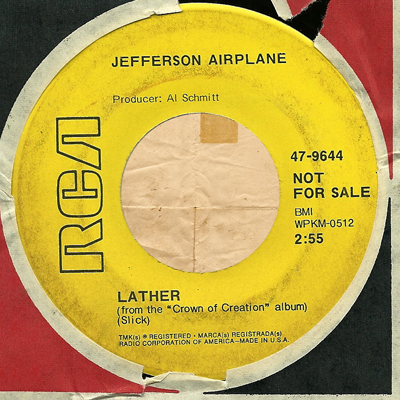 JEFFERSON AIRPLANE
Producer: Al Schmitt
RCA
47-9644
NOT
FOR SALE
BMI
WPKM-0512
2:55
LATHER
(from the "Crown of Creation" album)
(Slick)
TMK(s) ® REGISTERED • MARCA(s) REGISTRADA(s)
RADIO CORPORATION OF AMERICA—MADE IN U.S.A.